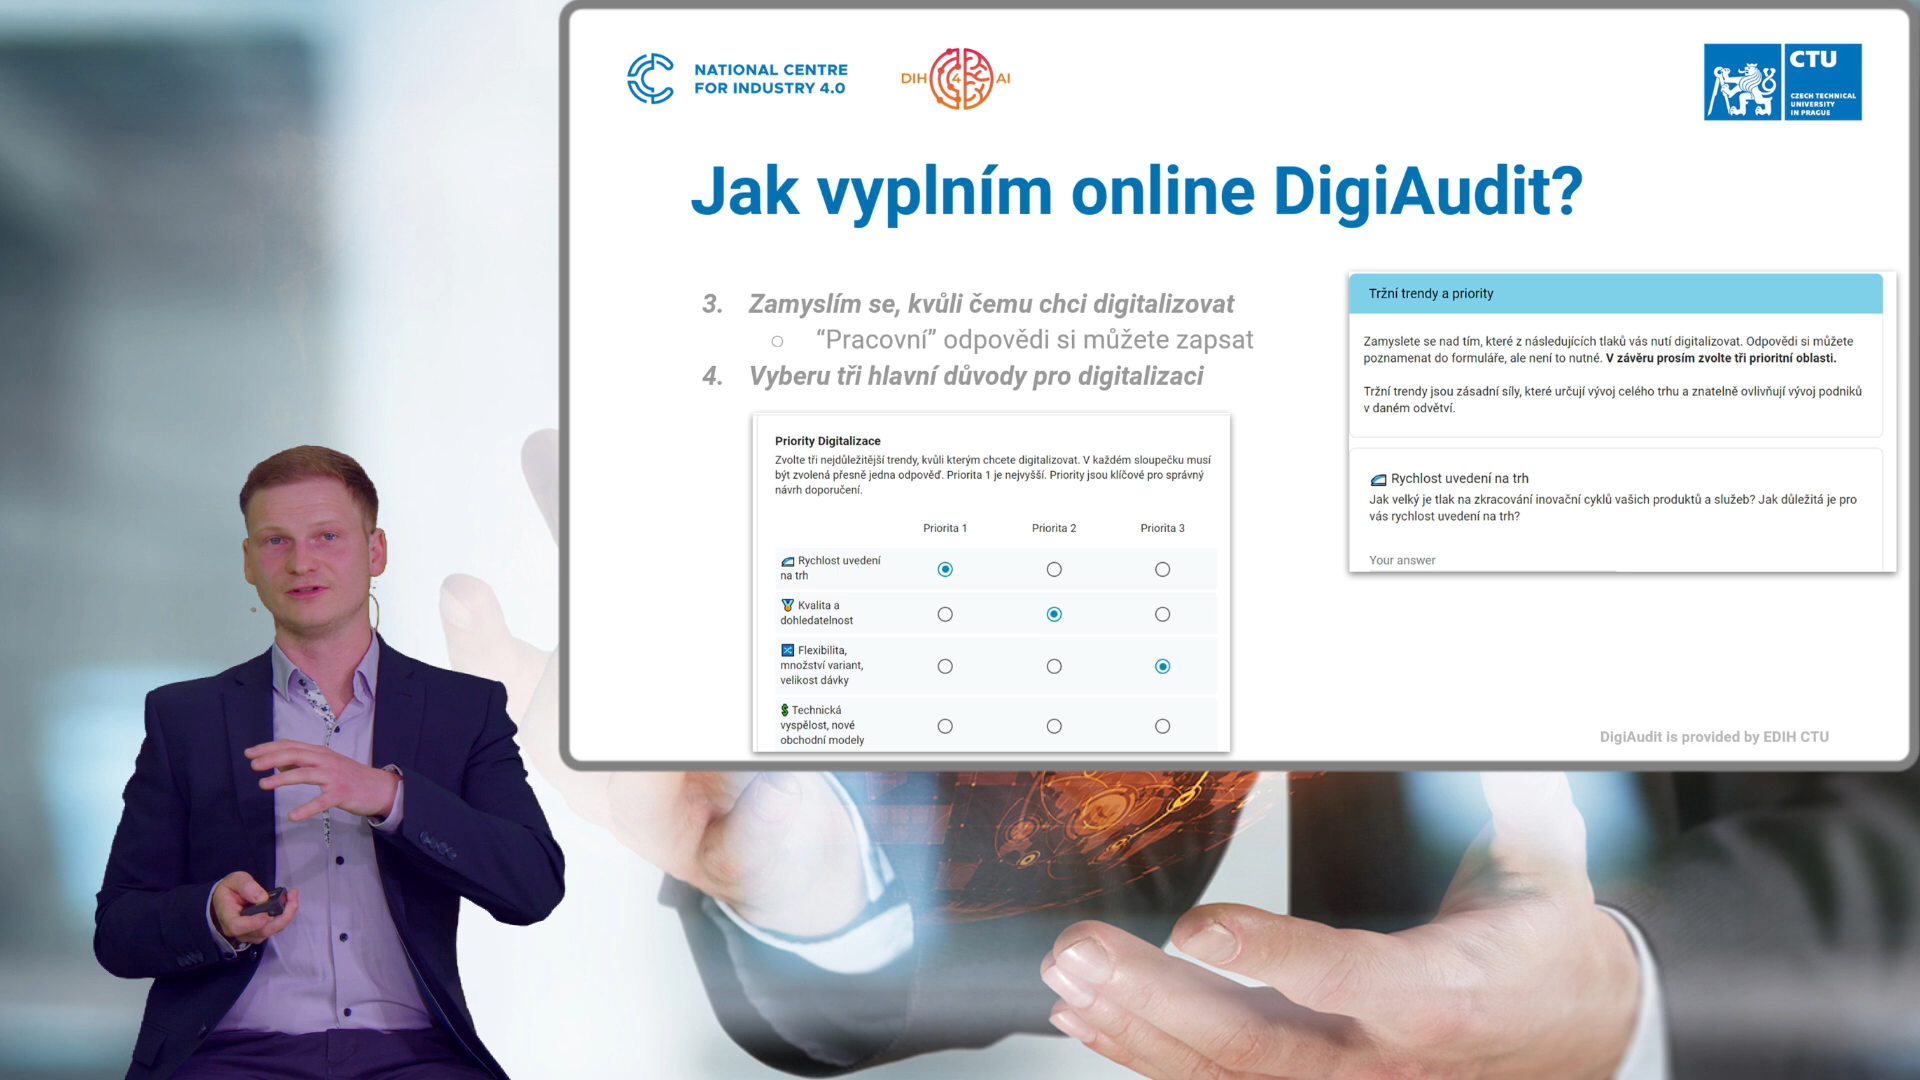 NATIONAL CENTRE
FOR INDUSTRY 4.0
DIH 4 AI
CTU
CZECH TECHNICAL
UNIVERSITY
IN PRAGUE
Jak vyplním online DigiAudit?
3. Zamyslím se, kvůli čemu chci digitalizovat
○ “Pracovní” odpovědi si můžete zapsat
4. Vyberu tři hlavní důvody pro digitalizaci
Priority Digitalizace
Zvolte tři nejdůležitější trendy, kvůli kterým chcete digitalizovat. V každém sloupečku musí
být zvolená přesně jedna odpověď. Priorita 1 je nejvyšší. Priority jsou klíčové pro správný
návrh doporučení.
Priorita 1 Priorita 2 Priorita 3
Rychlost uvedení
na trh
Kvalita a
dohledatelnost
Flexibilita,
množství variant,
velikost dávky
Technická
vyspělost, nové
obchodní modely
Tržní trendy a priority
Zamyslete se nad tím, které z následujících tlaků vás nutí digitalizovat. Odpovědi si můžete
poznamenat do formuláře, ale není to nutné. V závěru prosím zvolte tři prioritní oblasti.
Tržní trendy jsou zásadní síly, které určují vývoj celého trhu a znatelně ovlivňují vývoj podniků
v daném odvětví.
Rychlost uvedení na trh
Jak velký je tlak na zkracování inovační cyklů vašich produktů a služeb? Jak důležitá je pro
vás rychlost uvedení na trh?
Your answer
DigiAudit is provided by EDIH CTU